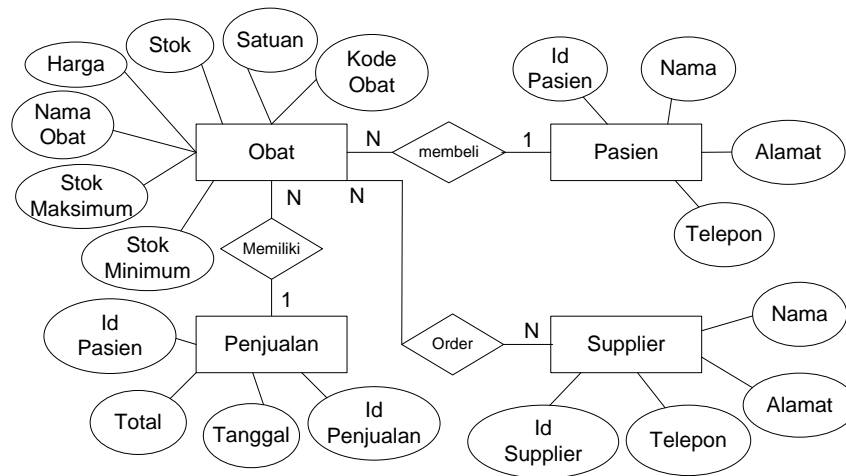 Stok
Satuan
Harga
Kode
Obat
Id
Pasien
Nama
Nama
Obat
Obat
N
membeli
1
Pasien
Alamat
Stok
Maksimum
N
N
Telepon
Stok
Minimum
Memiliki
1
Id
Pasien
Penjualan
Order
N
Supplier
Nama
Total
Tanggal
Id
Penjualan
Id
Supplier
Telepon
Alamat